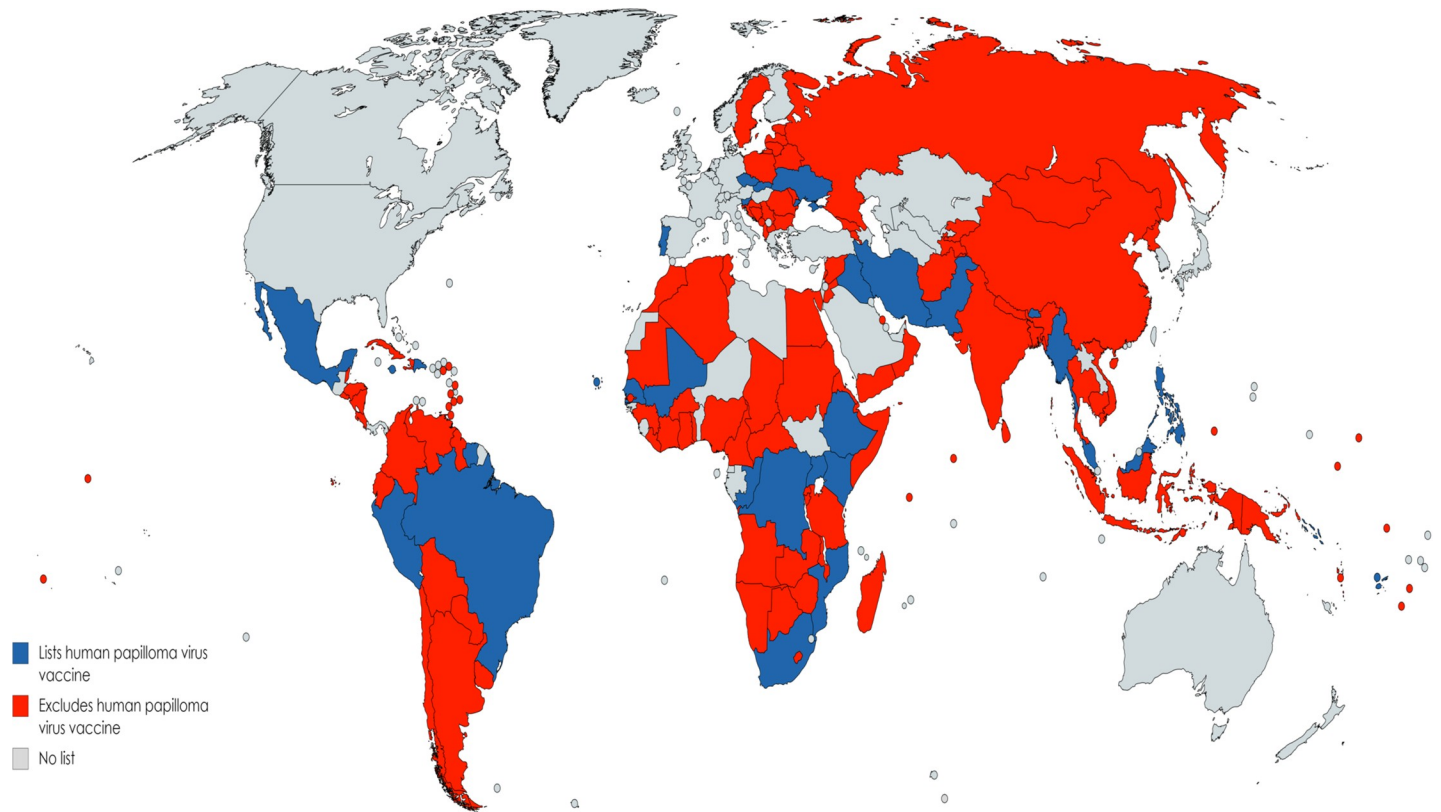 Lists human papilloma virus
vaccine
Excludes human papilloma
virus vaccine
No list